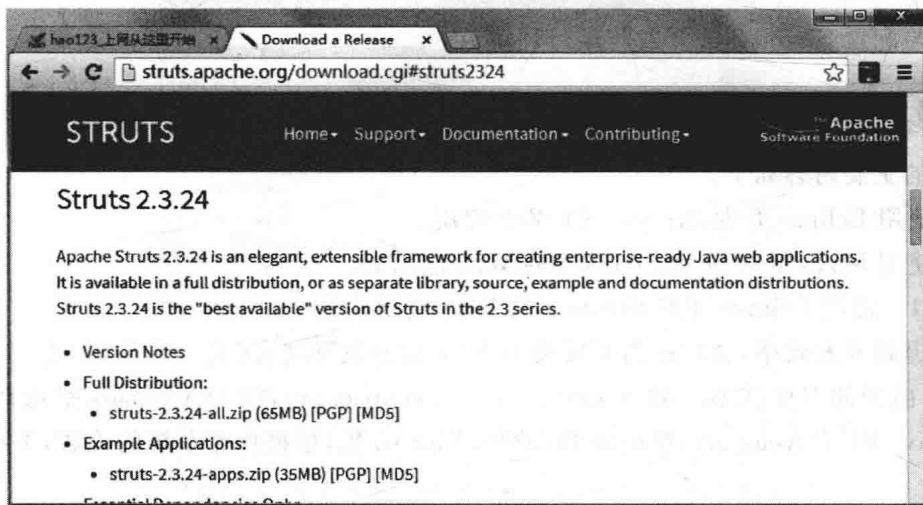 hao123_上网从这里开始 ×
Download a Release ×
struts.apache.org/download.cgi#struts2324
STRUTS
Home
Support
Documentation
Contributing
The Apache
Software Foundation
Struts 2.3.24
Apache Struts 2.3.24 is an elegant, extensible framework for creating enterprise-ready Java web applications.
It is available in a full distribution, or as separate library, source, example and documentation distributions.
Struts 2.3.24 is the "best available" version of Struts in the 2.3 series.
• Version Notes
• Full Distribution:
• struts-2.3.24-all.zip (65MB) [PGP] [MD5]
• Example Applications:
• struts-2.3.24-apps.zip (35MB) [PGP] [MD5]
• Essential Dependencies Only: